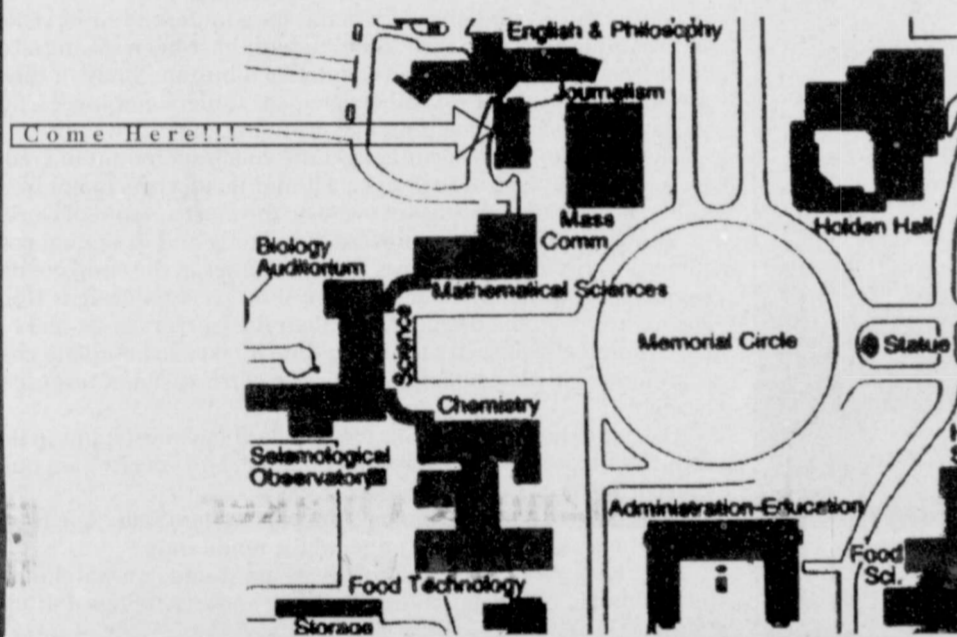 English & Philosophy
Journalism
Come Here!!!
Mass
Comm.
Holden Hall
Biology
Auditorium
Mathematical Sciences
Science
Memorial Circle
Statue
Chemistry
Seismological
Observatory
Administration-Education
Food
Sci.
Food Technology
Storage